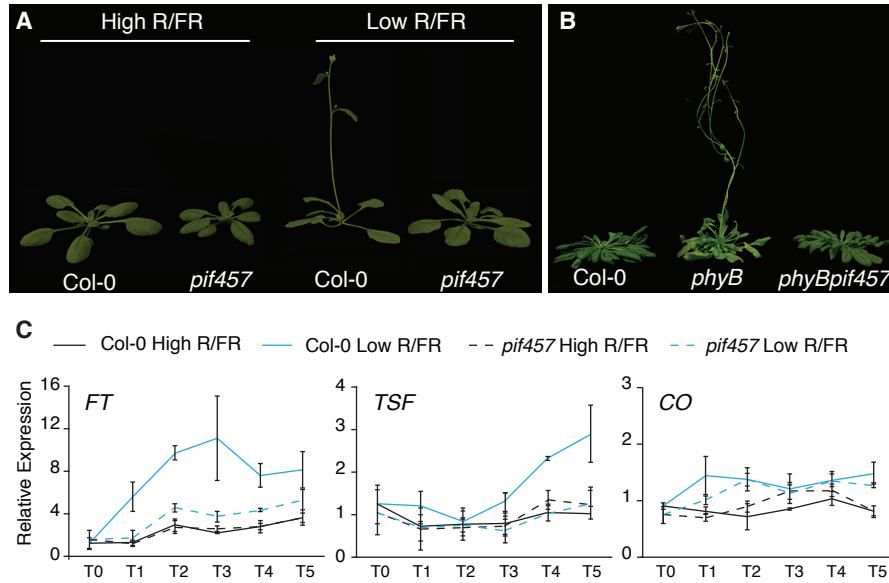 A
High R/FR
Low R/FR
Col-0
pif457
Col-0
pif457
B
Col-0
phyB
phyBpif457
C
Col-0 High R/FR
Col-0 Low R/FR
pif457 High R/FR
pif457 Low R/FR
Relative Expression
FT
16
12
8
4
0
T0 T1 T2 T3 T4 T5
TSF
4
3
2
1
0
T0 T1 T2 T3 T4 T5
CO
3
2
1
0
T0 T1 T2 T3 T4 T5